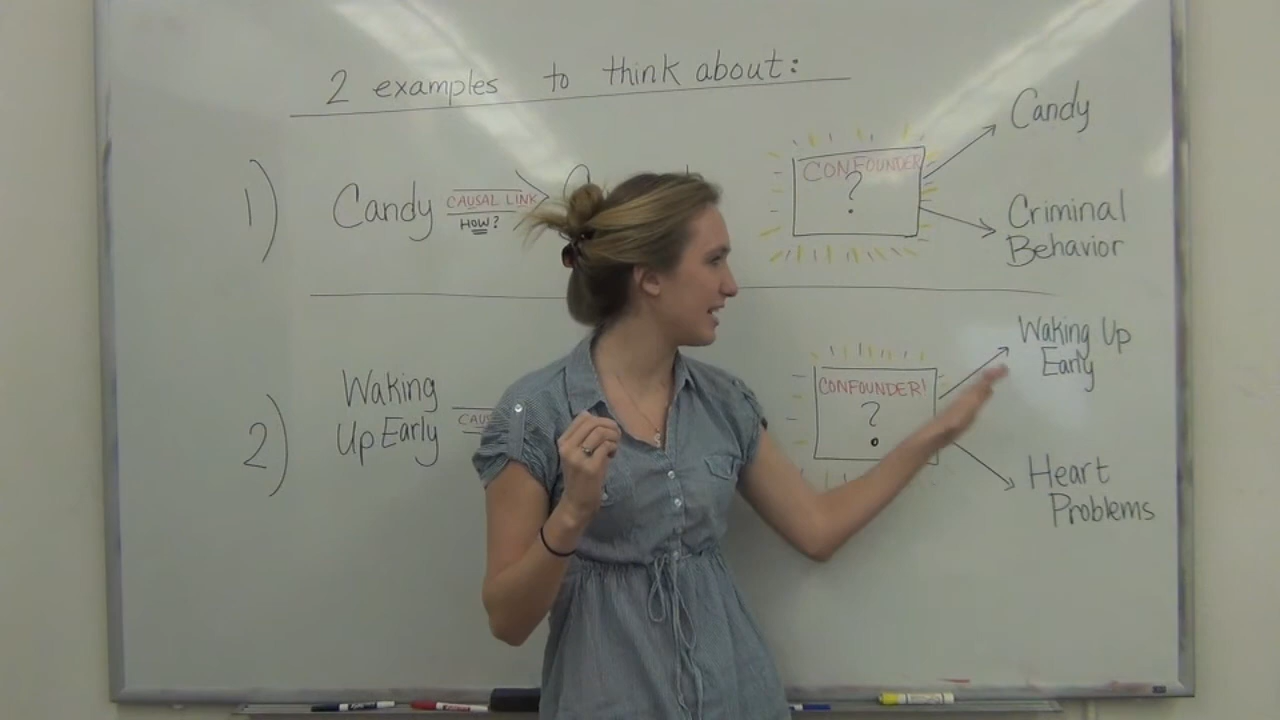 2 examples to think about:
1)
Candy
CAUSAL LINK
HOW?
CONFOUNDER
?
Candy
Criminal
Behavior
2)
Waking
Up Early
CONFOUNDER!
?
Waking Up
Early
Heart
Problems